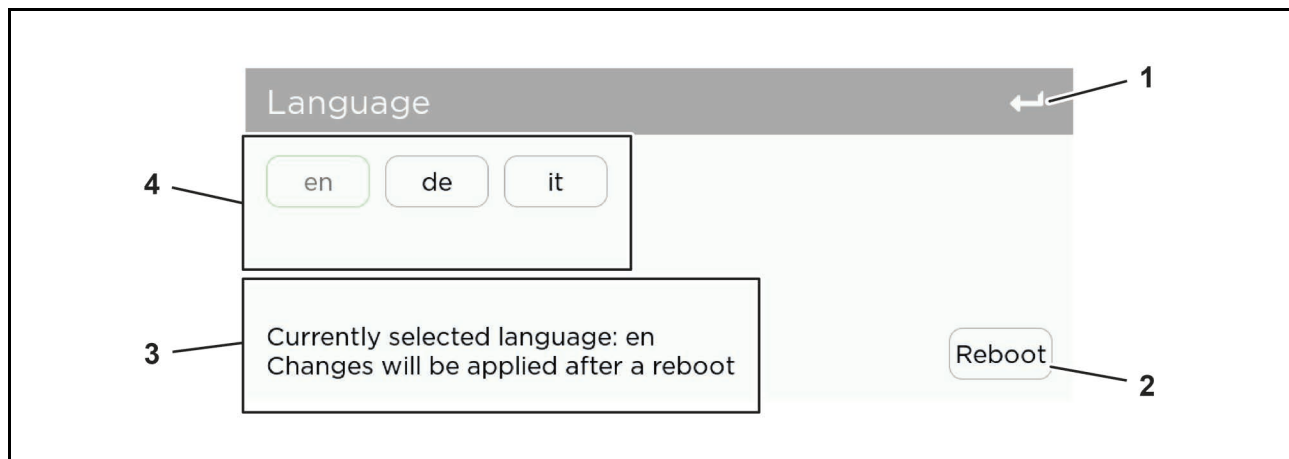 1
Language
4
en de it
3
Currently selected language: en
Changes will be applied after a reboot
Reboot
2